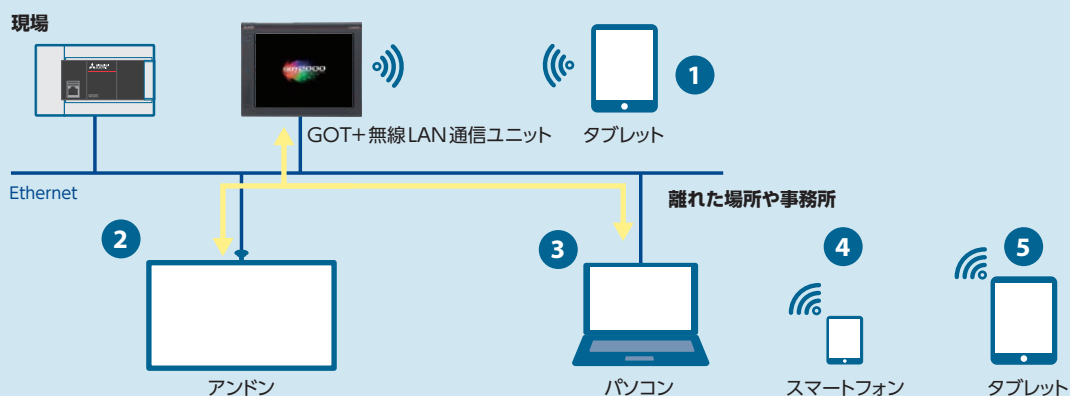 現場
GOT2000
GOT+無線LAN通信ユニット
タブレット
1
Ethernet
離れた場所や事務所
2
3
4
5
アンドン
パソコン
スマートフォン
タブレット